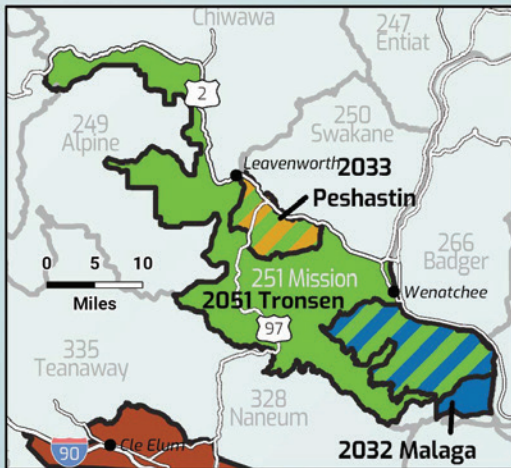 Chiwawa
247
Entiat
2
249
Alpine
250
Swakane
Leavenworth
2033
Peshastin
0 5 10
Miles
251 Mission
2051 Tronsen
266
Badger
Wenatchee
97
335
Teanaway
328
Naneum
2032 Malaga
90
Cle Elum